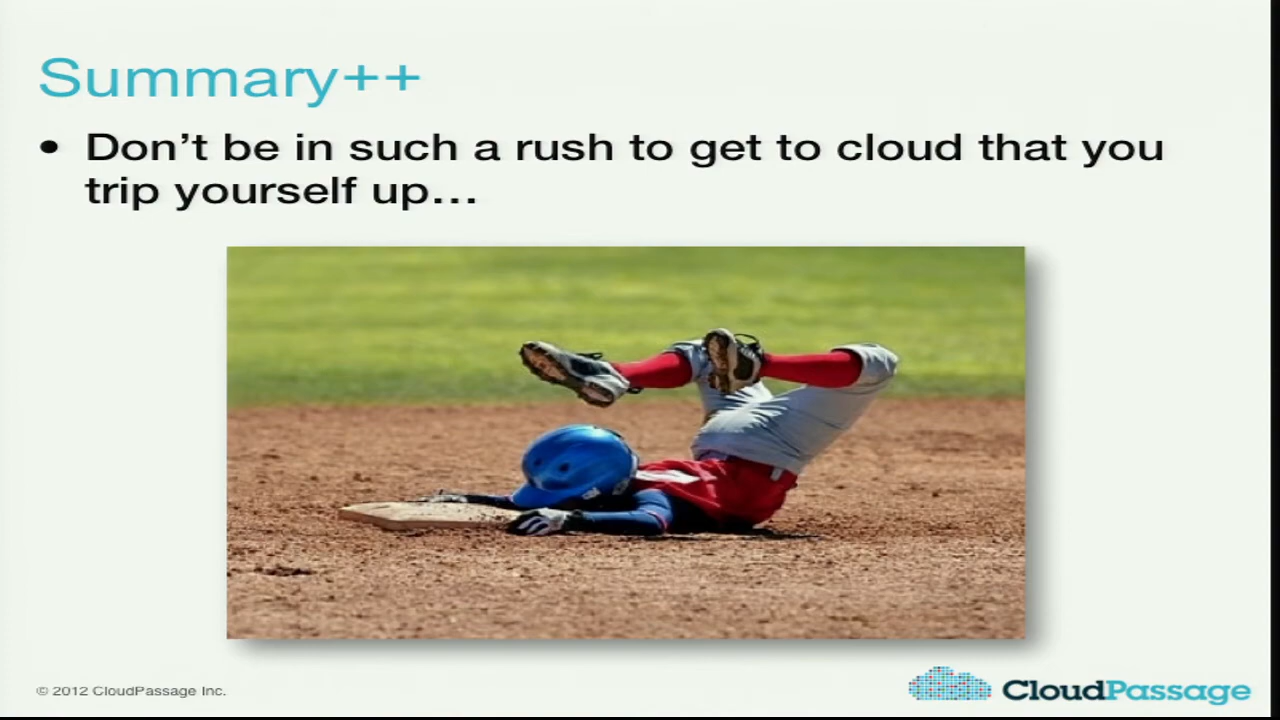 Summary++
• Don't be in such a rush to get to cloud that you
trip yourself up...
© 2012 CloudPassage Inc.
CloudPassage